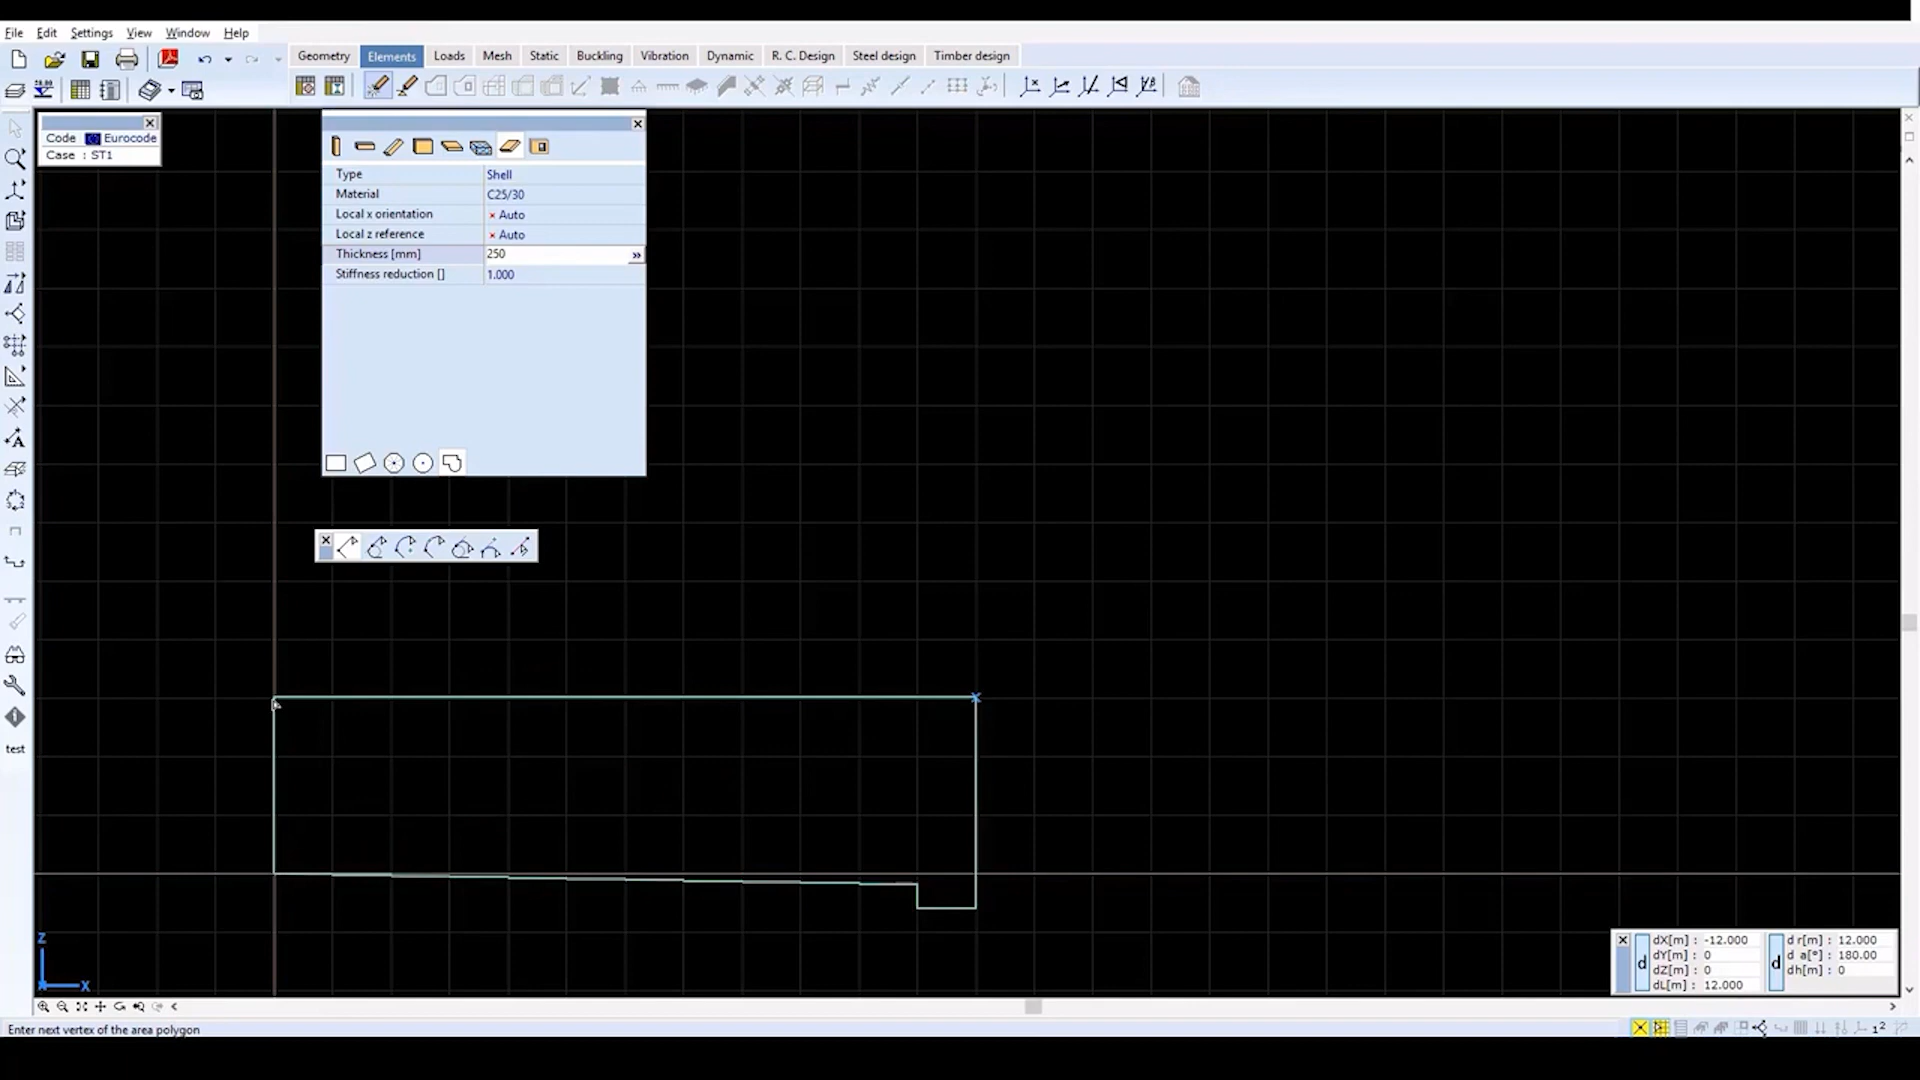 File Edit Settings View Window Help
Geometry Elements Loads Mesh Static Buckling Vibration Dynamic R. C. Design Steel design Timber design
Code Eurocode
Case : ST1
Type Shell
Material C25/30
Local x orientation × Auto
Local z reference × Auto
Thickness [mm] 250 »
Stiffness reduction [] 1.000
test
Z
X
dX[m] : -12.000 d r[m] : 12.000
dY[m] : 0 d a[°] : 180.00
d d
dZ[m] : 0 dh[m] : 0
dL[m] : 12.000
Enter next vertex of the area polygon